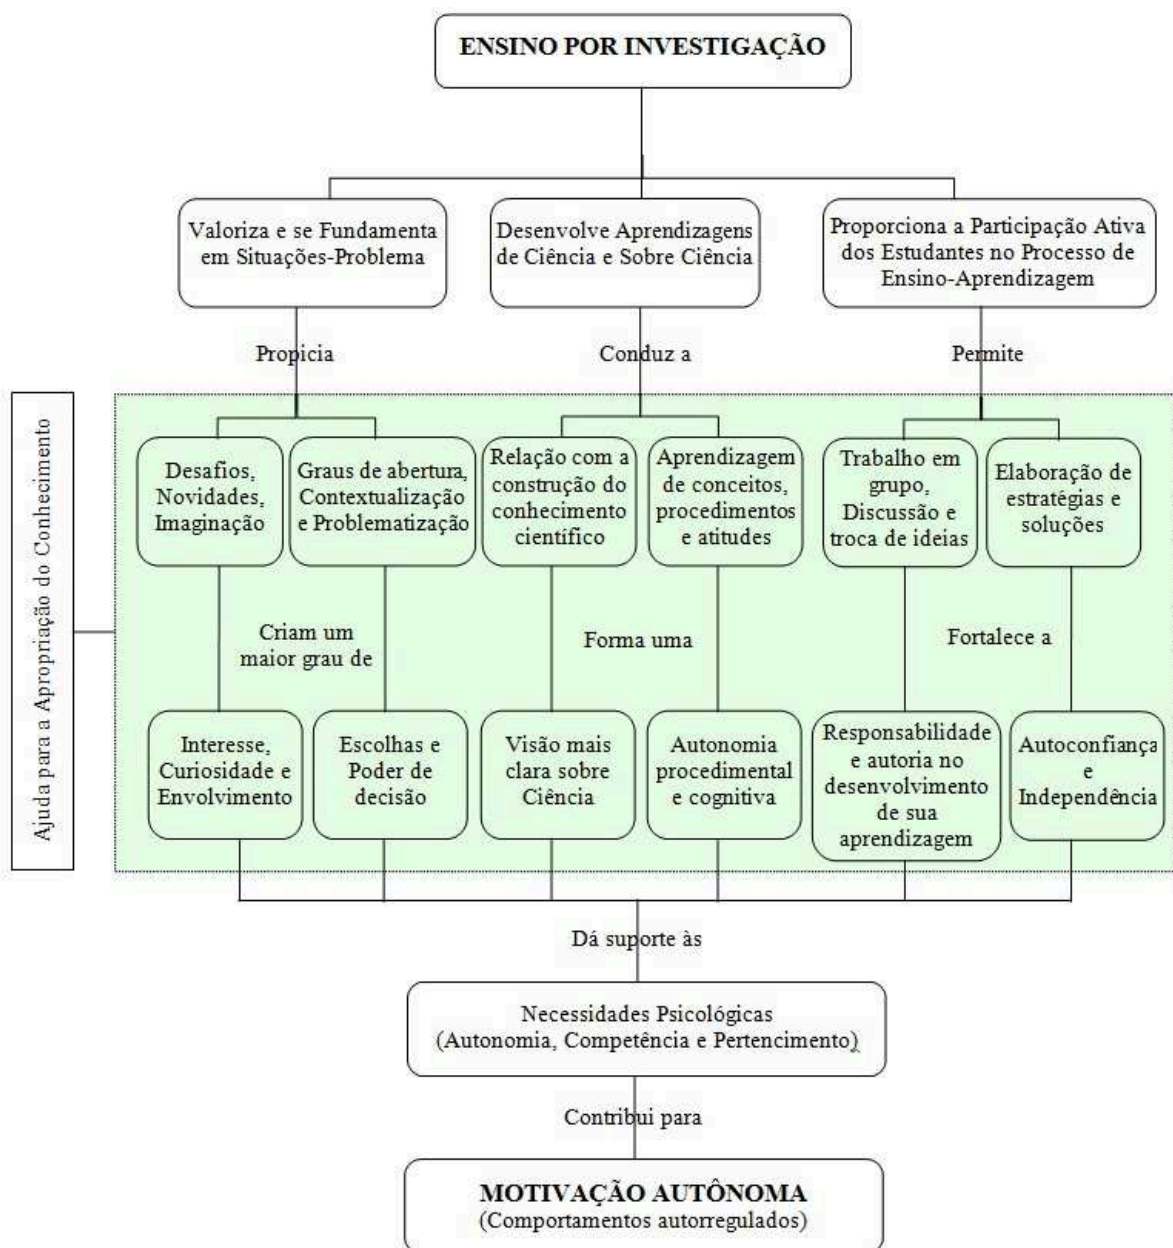 ENSINO POR INVESTIGAÇÃO
Valoriza e se Fundamenta
em Situações-Problema
Desenvolve Aprendizagens
de Ciência e Sobre Ciência
Proporciona a Participação Ativa
dos Estudantes no Processo de
Ensino-Aprendizagem
Propicia
Conduz a
Permite
Ajuda para a Apropriação do Conhecimento
Desafios,
Novidades,
Imaginação
Graus de abertura,
Contextualização
e Problematização
Relação com a
construção do
conhecimento
científico
Aprendizagem
de conceitos,
procedimentos
e atitudes
Trabalho em
grupo,
Discussão e
troca de ideias
Elaboração de
estratégias e
soluções
Criam um
maior grau de
Forma uma
Fortalece a
Interesse,
Curiosidade e
Envolvimento
Escolhas e
Poder de
decisão
Visão mais
clara sobre
Ciência
Autonomia
procedimental
e cognitiva
Responsabilidade
e autoria no
desenvolvimento
de sua
aprendizagem
Autoconfiança
e
Independência
Dá suporte às
Necessidades Psicológicas
(Autonomia, Competência e Pertencimento)
Contribui para
MOTIVAÇÃO AUTÔNOMA
(Comportamentos autorregulados)